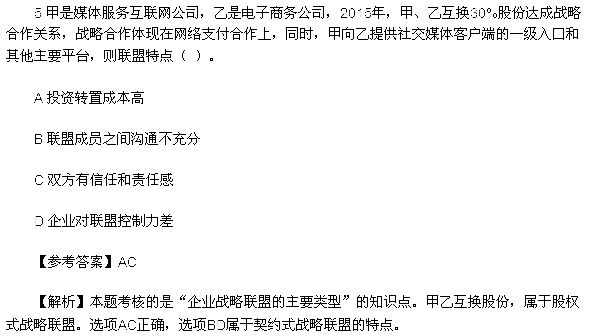 5 甲是媒体服务互联网公司，乙是电子商务公司，2015年，甲、乙互换30%股份达成战略
合作关系，战略合作体现在网络支付合作上，同时，甲向乙提供社交媒体客户端的一级入口和
其他主要平台，则联盟特点（ ）。
A 投资转置成本高
B 联盟成员之间沟通不充分
C 双方有信任和责任感
D 企业对联盟控制力差
【参考答案】AC
【解析】本题考核的是“企业战略联盟的主要类型”的知识点。甲乙互换股份，属于股权
式战略联盟。选项AC正确，选项BD属于契约式战略联盟的特点。